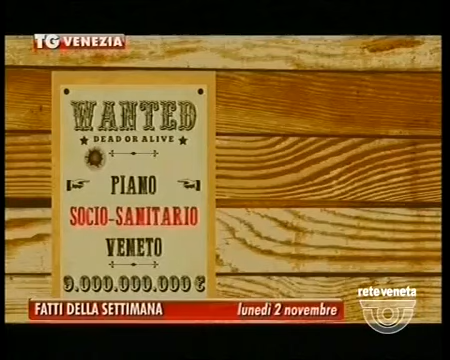 TG VENEZIA
WANTED
DEAD OR ALIVE
PIANO
SOCIO-SANITARIO
VENETO
9.000.000.000 €
FATTI DELLA SETTIMANA
lunedì 2 novembre
reteveneta